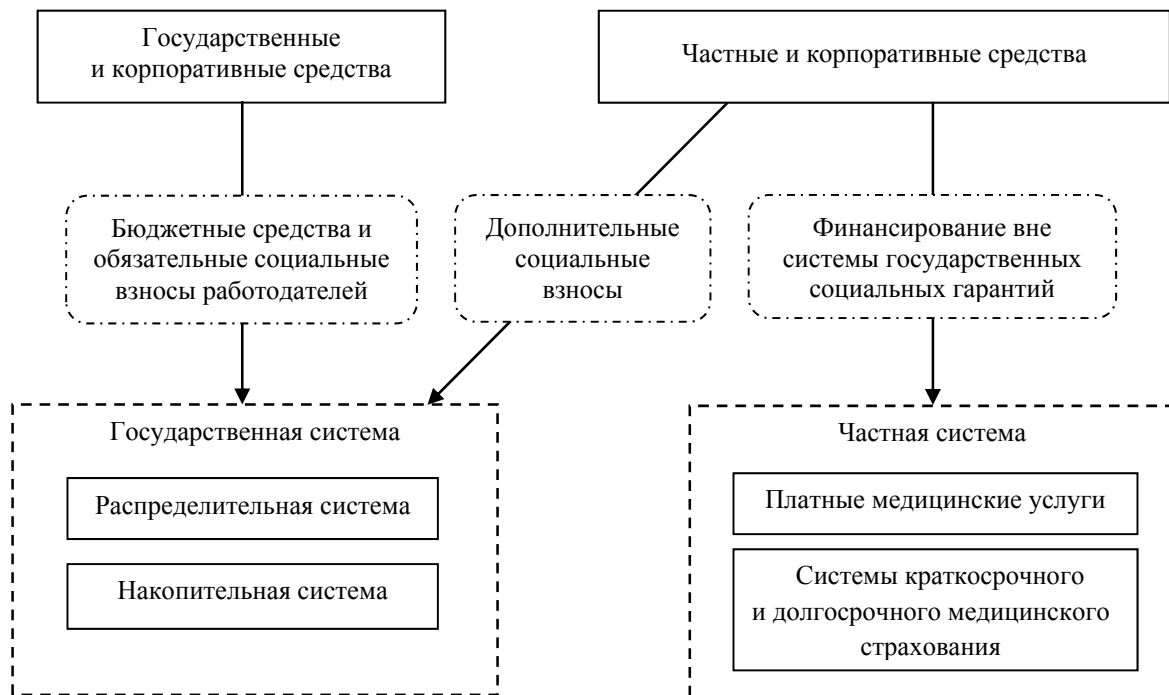 Государственные
и корпоративные средства
Частные и корпоративные средства
Бюджетные средства и
обязательные социальные
взносы работодателей
Дополнительные
социальные
взносы
Финансирование вне
системы государственных
социальных гарантий
Государственная система
Распределительная система
Накопительная система
Частная система
Платные медицинские услуги
Системы краткосрочного
и долгосрочного медицинского
страхования